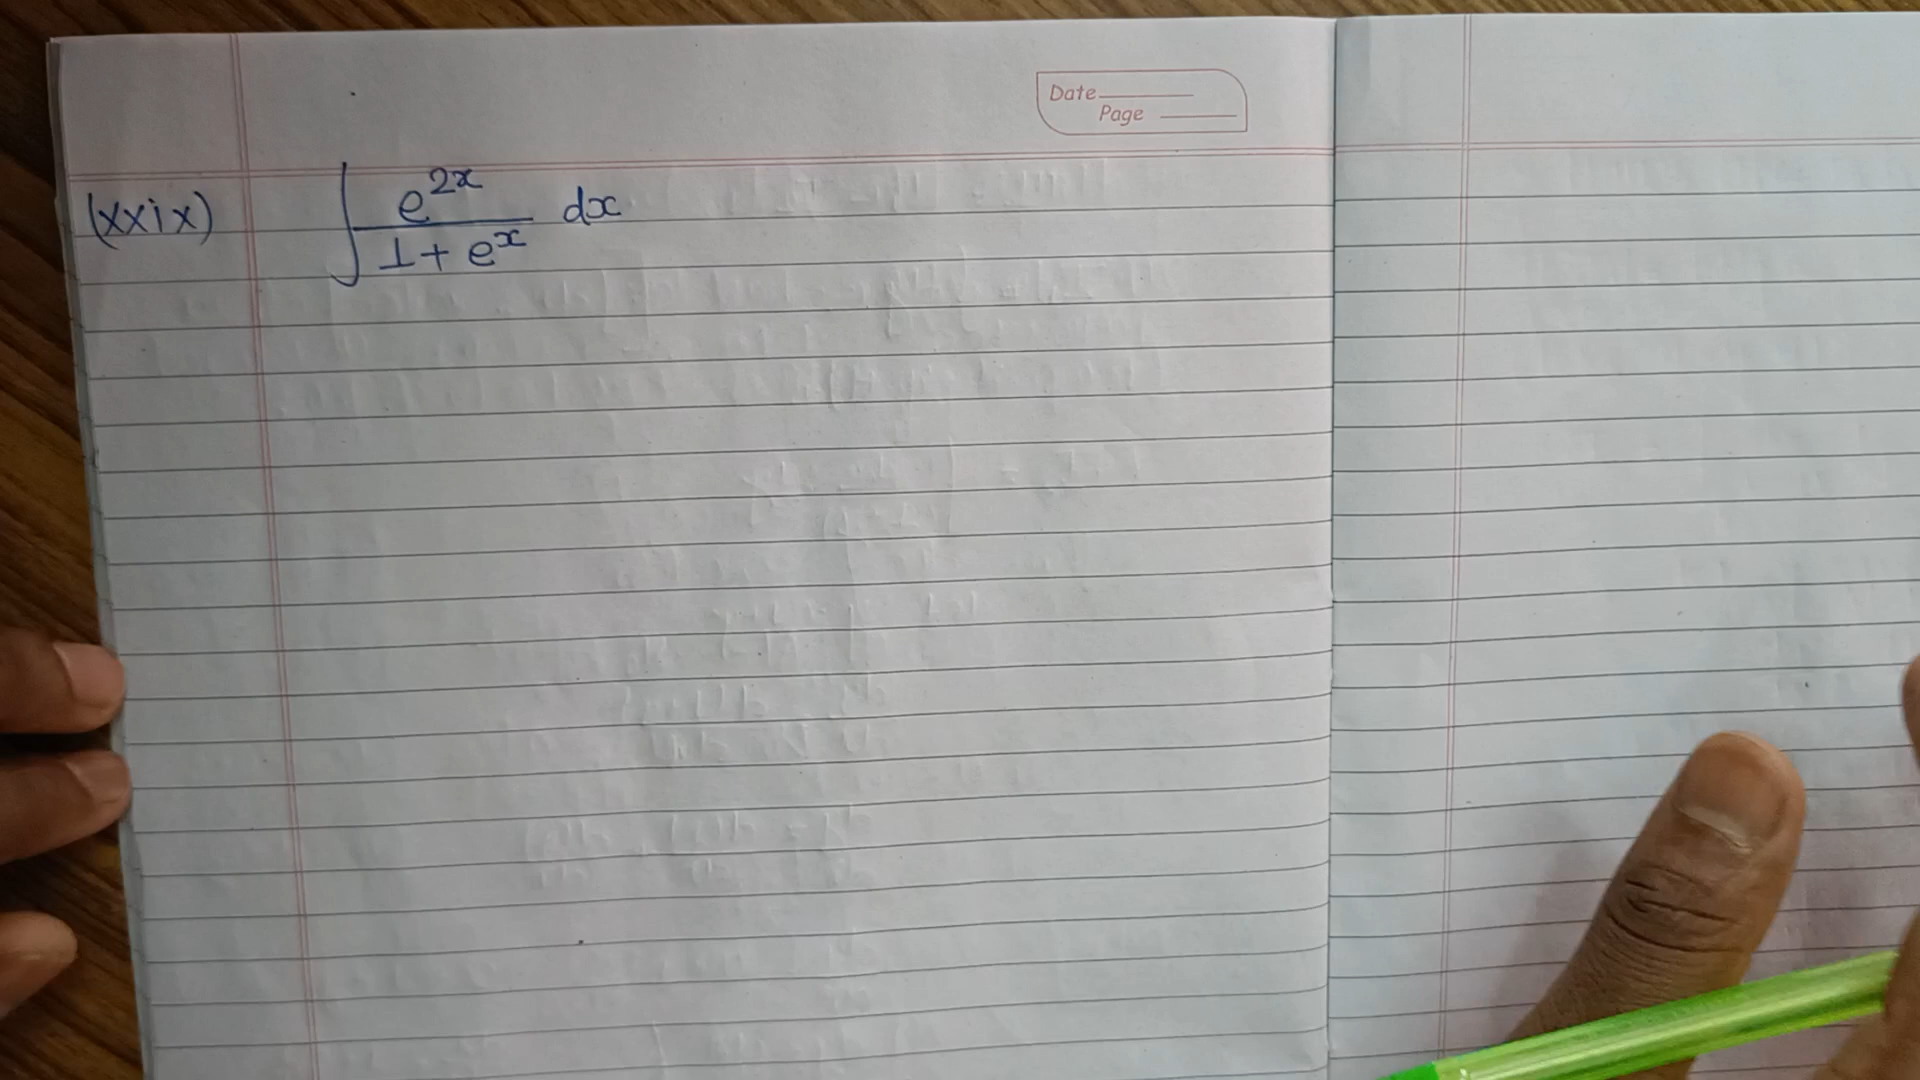 Date
Page
(xxix) ∫ e^{2x} / (1 + e^x) dx